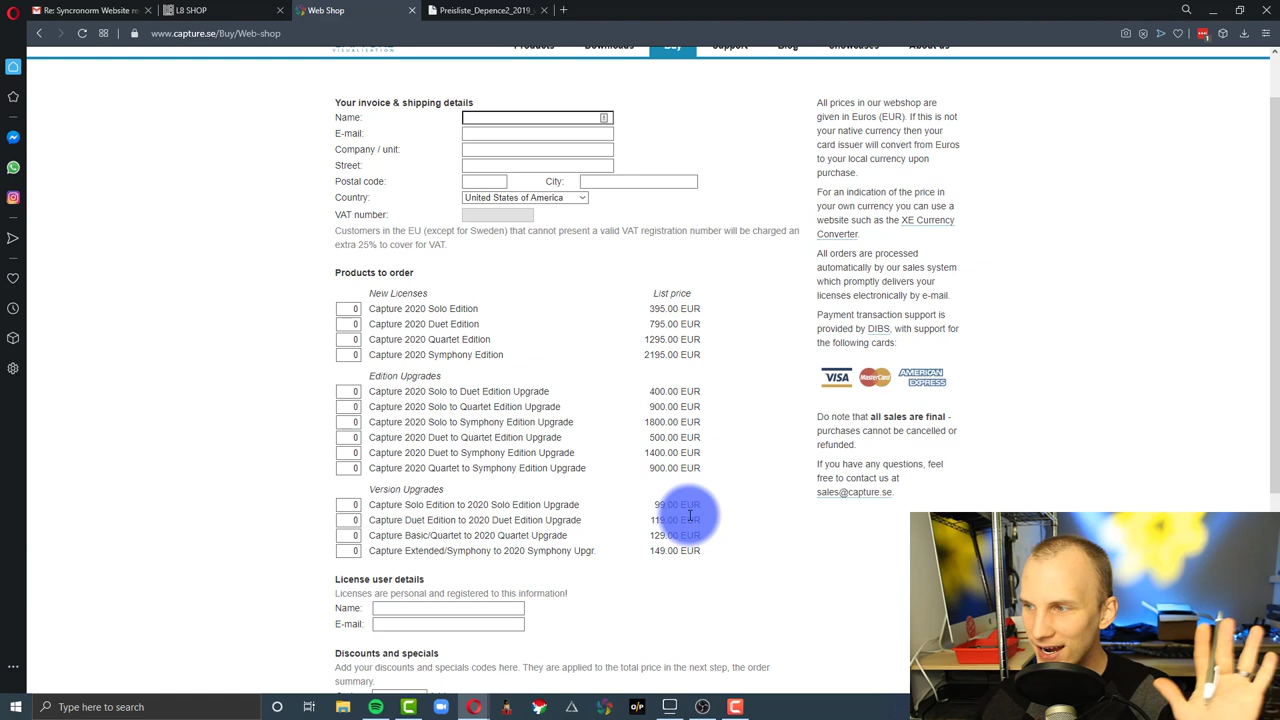 Re: Syncronorm Website re
L8 SHOP
Web Shop
Preisliste_Depence2_2019_
www.capture.se/Buy/Web-shop
VISUALISATION
Products
Downloads
Buy
Support
Blog
Showcases
About us
Your invoice & shipping details
Name:
E-mail:
Company / unit:
Street:
Postal code:
City:
Country:
United States of America
VAT number:
Customers in the EU (except for Sweden) that cannot present a valid VAT registration number will be charged an
extra 25% to cover for VAT.
Products to order
New Licenses List price
0 Capture 2020 Solo Edition 395.00 EUR
0 Capture 2020 Duet Edition 795.00 EUR
0 Capture 2020 Quartet Edition 1295.00 EUR
0 Capture 2020 Symphony Edition 2195.00 EUR
Edition Upgrades
0 Capture 2020 Solo to Duet Edition Upgrade 400.00 EUR
0 Capture 2020 Solo to Quartet Edition Upgrade 900.00 EUR
0 Capture 2020 Solo to Symphony Edition Upgrade 1800.00 EUR
0 Capture 2020 Duet to Quartet Edition Upgrade 500.00 EUR
0 Capture 2020 Duet to Symphony Edition Upgrade 1400.00 EUR
0 Capture 2020 Quartet to Symphony Edition Upgrade 900.00 EUR
Version Upgrades
0 Capture Solo Edition to 2020 Solo Edition Upgrade 99.00 EUR
0 Capture Duet Edition to 2020 Duet Edition Upgrade 119.00 EUR
0 Capture Basic/Quartet to 2020 Quartet Upgrade 129.00 EUR
0 Capture Extended/Symphony to 2020 Symphony Upgr. 149.00 EUR
License user details
Licenses are personal and registered to this information!
Name:
E-mail:
Discounts and specials
Add your discounts and specials codes here. They are applied to the total price in the next step, the order
summary.
All prices in our webshop are
given in Euros (EUR). If this is not
your native currency then your
card issuer will convert from Euros
to your local currency upon
purchase.
For an indication of the price in
your own currency you can use a
website such as the XE Currency
Converter.
All orders are processed
automatically by our sales system
which promptly delivers your
licenses electronically by e-mail.
Payment transaction support is
provided by DIBS, with support for
the following cards:
VISA
MasterCard
AMERICAN EXPRESS
Do note that all sales are final -
purchases cannot be cancelled or
refunded.
If you have any questions, feel
free to contact us at
sales@capture.se.
Type here to search
o/p